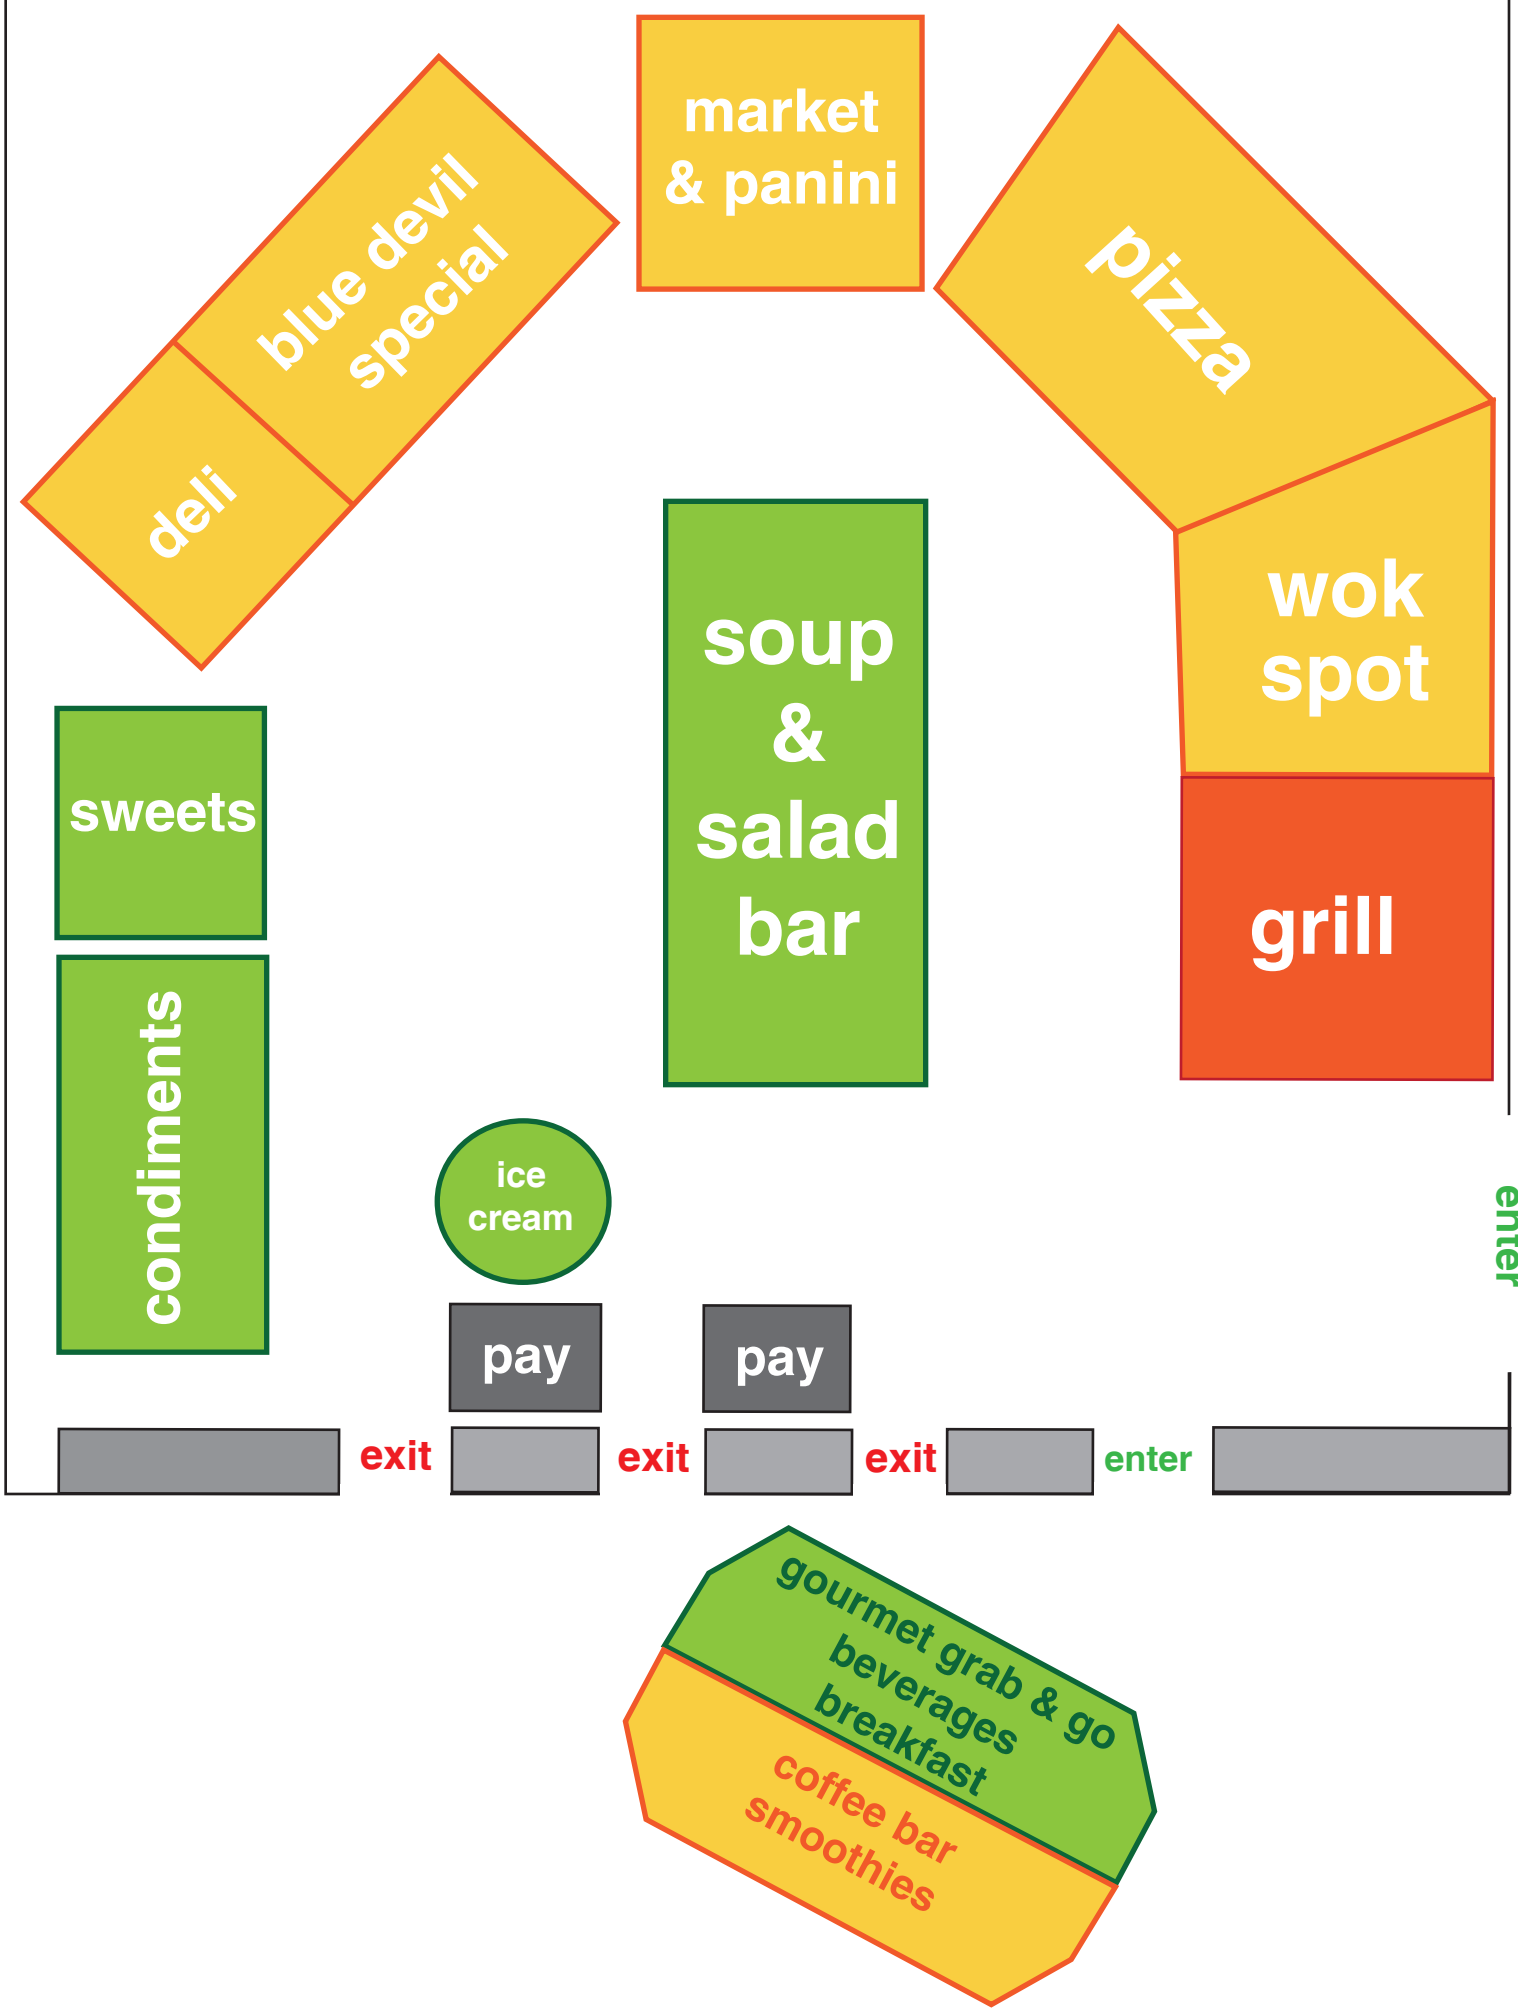 market
& panini
blue devil
special
pizza
deli
wok
spot
soup
&
salad
bar
sweets
grill
condiments
ice
cream
enter
pay
pay
exit
exit
exit
enter
gourmet grab & go
beverages
breakfast
coffee bar
smoothies